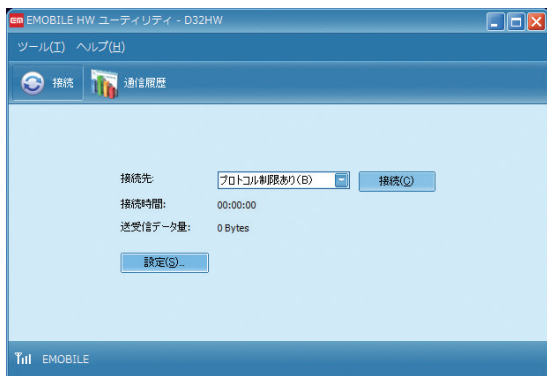 EM EMOBILE HW ユーティリティ - D32HW
ツール(T) ヘルプ(H)
接続 通信履歴
接続先: プロトコル制限あり(B) 接続(C)
接続時間: 00:00:00
送受信データ量: 0 Bytes
設定(S)...
EMOBILE